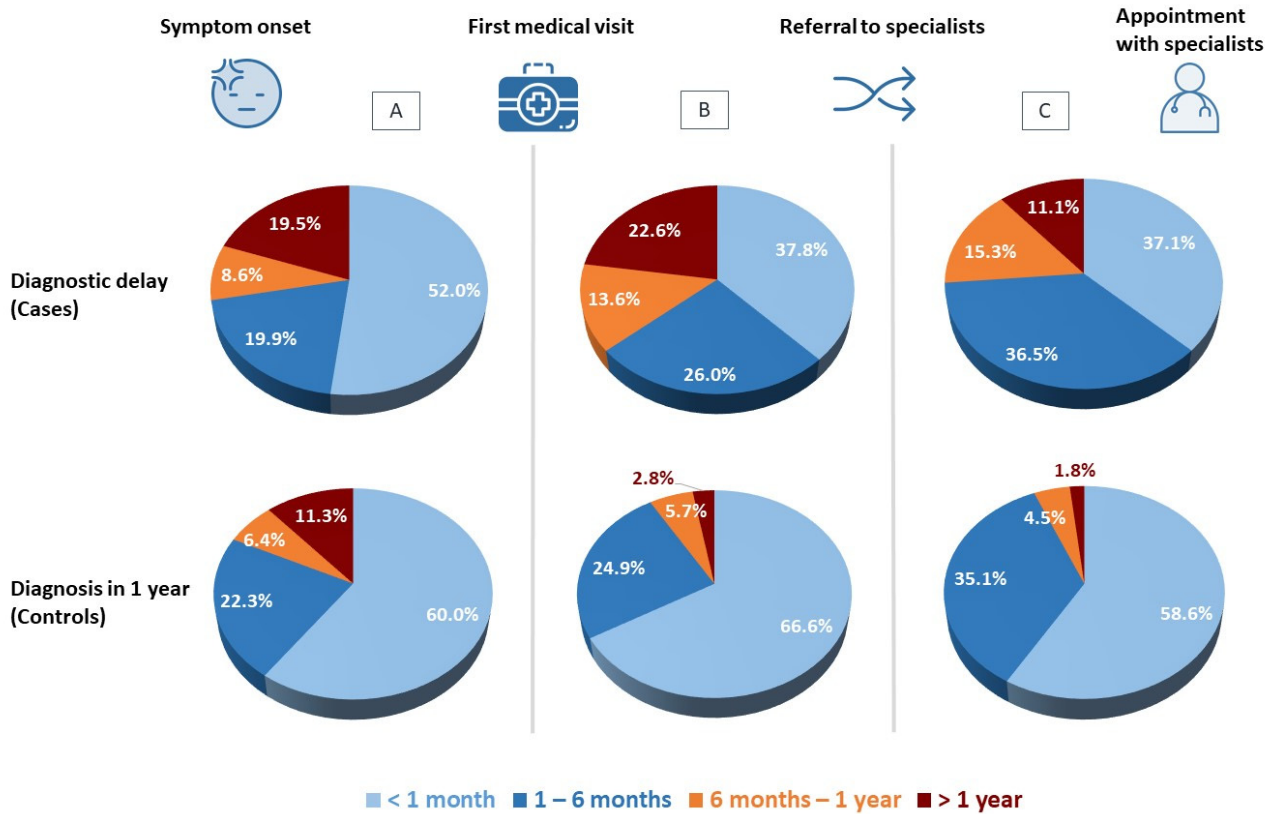 Symptom onset
First medical visit
Referral to specialists
Appointment
with specialists
A
B
C
Diagnostic delay
(Cases)
19.5%
8.6%
19.9%
52.0%
22.6%
13.6%
26.0%
37.8%
11.1%
15.3%
36.5%
37.1%
Diagnosis in 1 year
(Controls)
11.3%
6.4%
22.3%
60.0%
2.8%
5.7%
24.9%
66.6%
1.8%
4.5%
35.1%
58.6%
< 1 month
1 – 6 months
6 months – 1 year
> 1 year